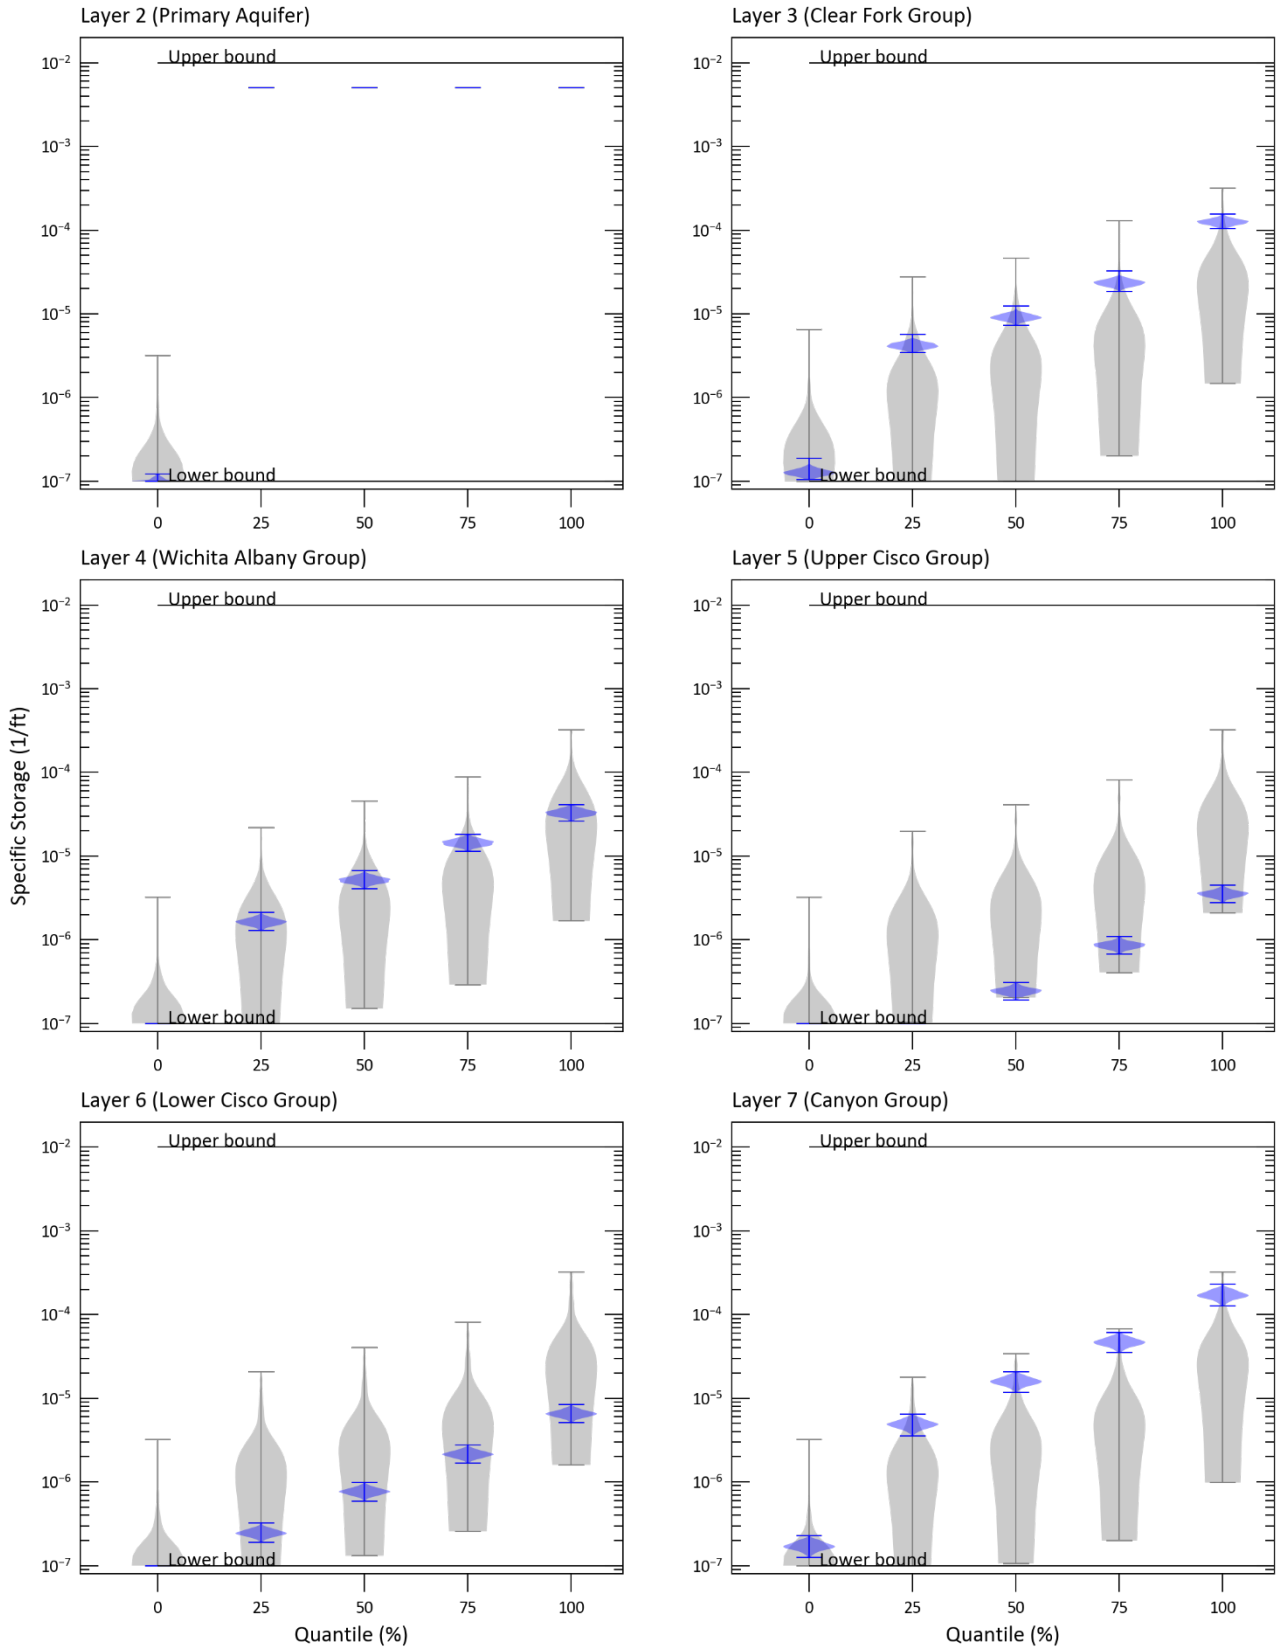 Layer 2 (Primary Aquifer)
Upper bound
10⁻²
10⁻³
10⁻⁴
10⁻⁵
10⁻⁶
10⁻⁷
Lower bound
0 25 50 75 100
Layer 3 (Clear Fork Group)
Upper bound
10⁻²
10⁻³
10⁻⁴
10⁻⁵
10⁻⁶
10⁻⁷
Lower bound
0 25 50 75 100
Layer 4 (Wichita Albany Group)
Upper bound
10⁻²
10⁻³
10⁻⁴
10⁻⁵
10⁻⁶
10⁻⁷
Lower bound
0 25 50 75 100
Layer 5 (Upper Cisco Group)
Upper bound
10⁻²
10⁻³
10⁻⁴
10⁻⁵
10⁻⁶
10⁻⁷
Lower bound
0 25 50 75 100
Specific Storage (1/ft)
Layer 6 (Lower Cisco Group)
Upper bound
10⁻²
10⁻³
10⁻⁴
10⁻⁵
10⁻⁶
10⁻⁷
Lower bound
0 25 50 75 100
Quantile (%)
Layer 7 (Canyon Group)
Upper bound
10⁻²
10⁻³
10⁻⁴
10⁻⁵
10⁻⁶
10⁻⁷
Lower bound
0 25 50 75 100
Quantile (%)